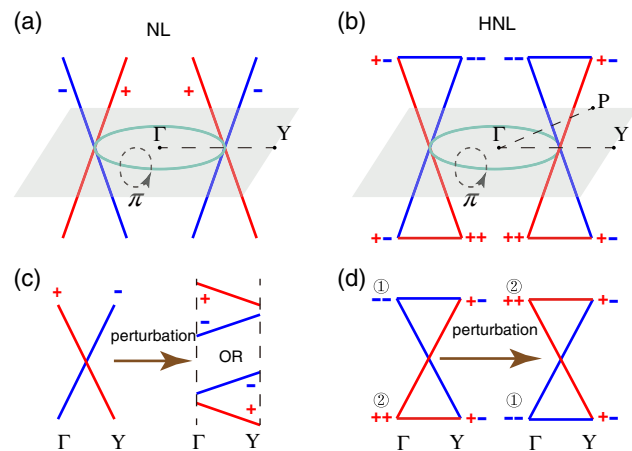 (a) NL
- + + -
Γ Y
π
(b) HNL
+- -- -- +-
P
Γ Y
π
+- ++ ++ +-
(c)
+ -
perturbation
+
-
OR
-
+
Γ Y Γ Y
(d)
① ②
-- +- ++ +-
perturbation
② ①
++ +- -- +-
Γ Y Γ Y